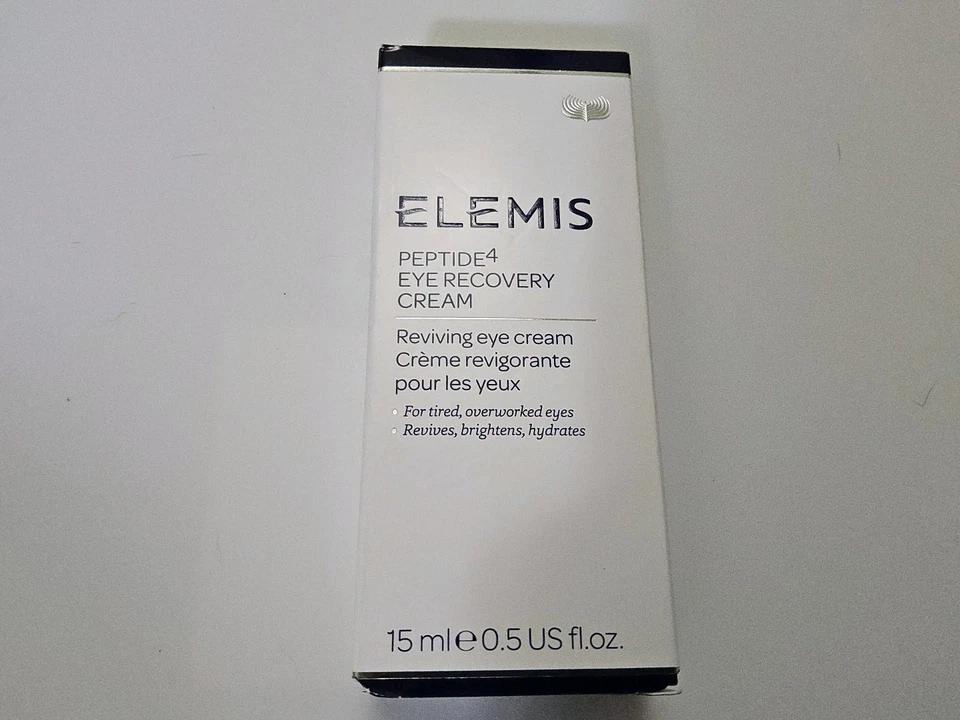 ELEMIS
PEPTIDE⁴
EYE RECOVERY
CREAM
Reviving eye cream
Crème revigorante
pour les yeux
• For tired, overworked eyes
• Revives, brightens, hydrates
15 ml ℮ 0.5 US fl.oz.